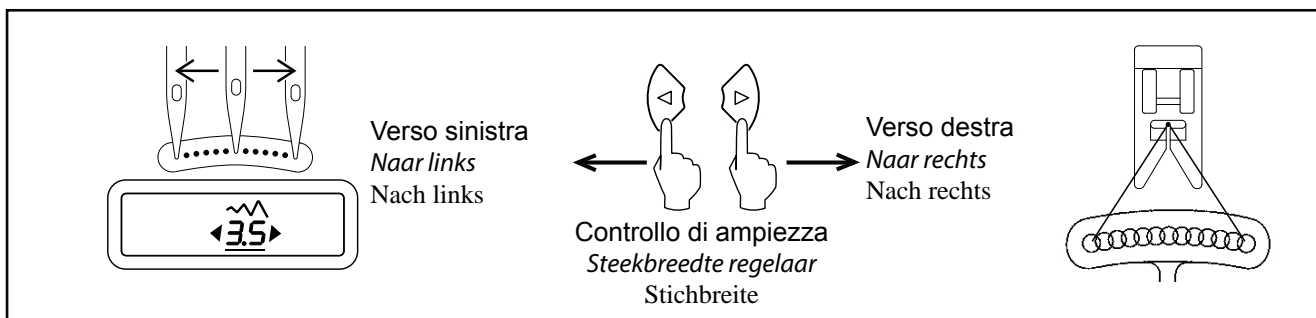 Verso sinistra
Naar links
Nach links
3.5
Verso destra
Naar rechts
Nach rechts
Controllo di ampiezza
Steekbreedte regelaar
Stichbreite